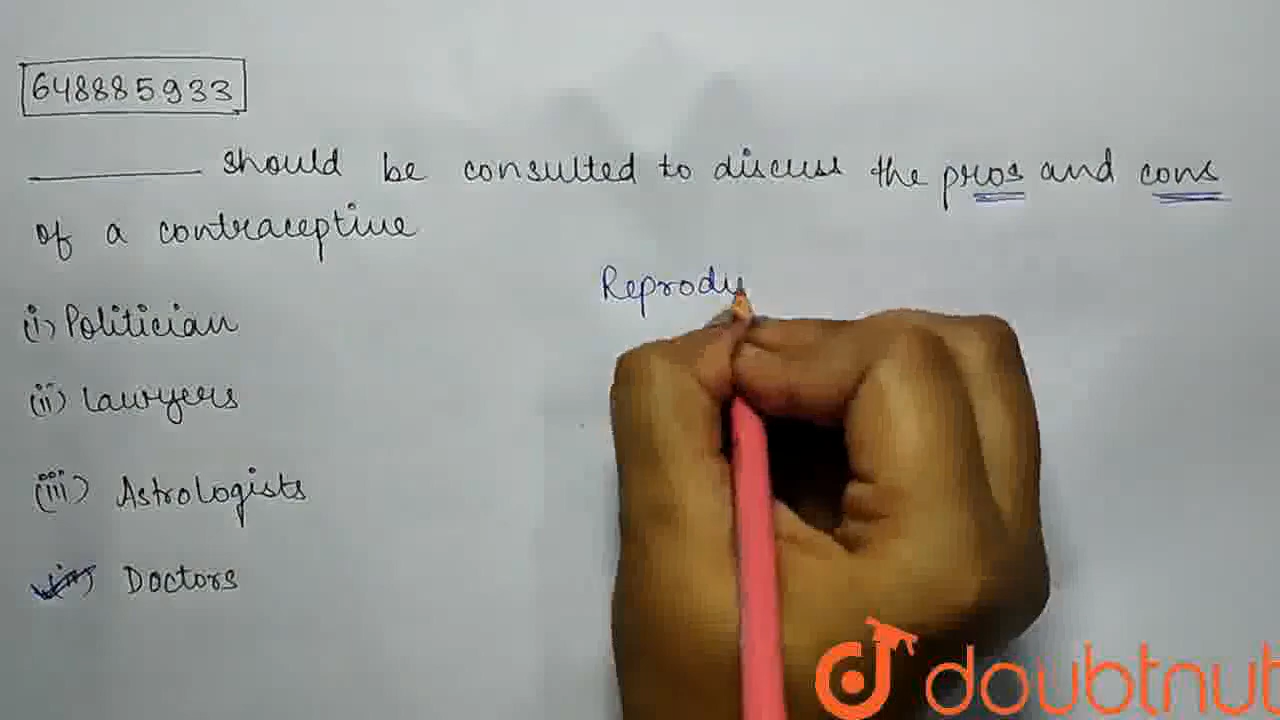 648885933
________ should be consulted to discuss the pros and cons
of a contraceptive
Reprodu
(i) Politician
(ii) Lawyers
(iii) Astrologists
(iv) Doctors
doubtnut